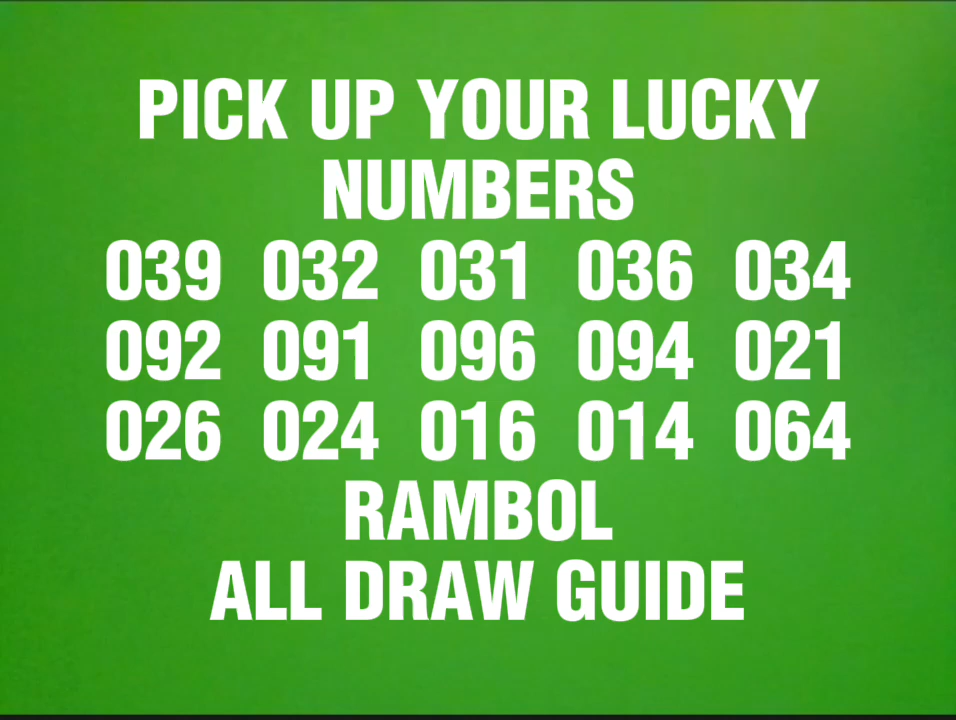 PICK UP YOUR LUCKY
NUMBERS
039 032 031 036 034
092 091 096 094 021
026 024 016 014 064
RAMBOL
ALL DRAW GUIDE